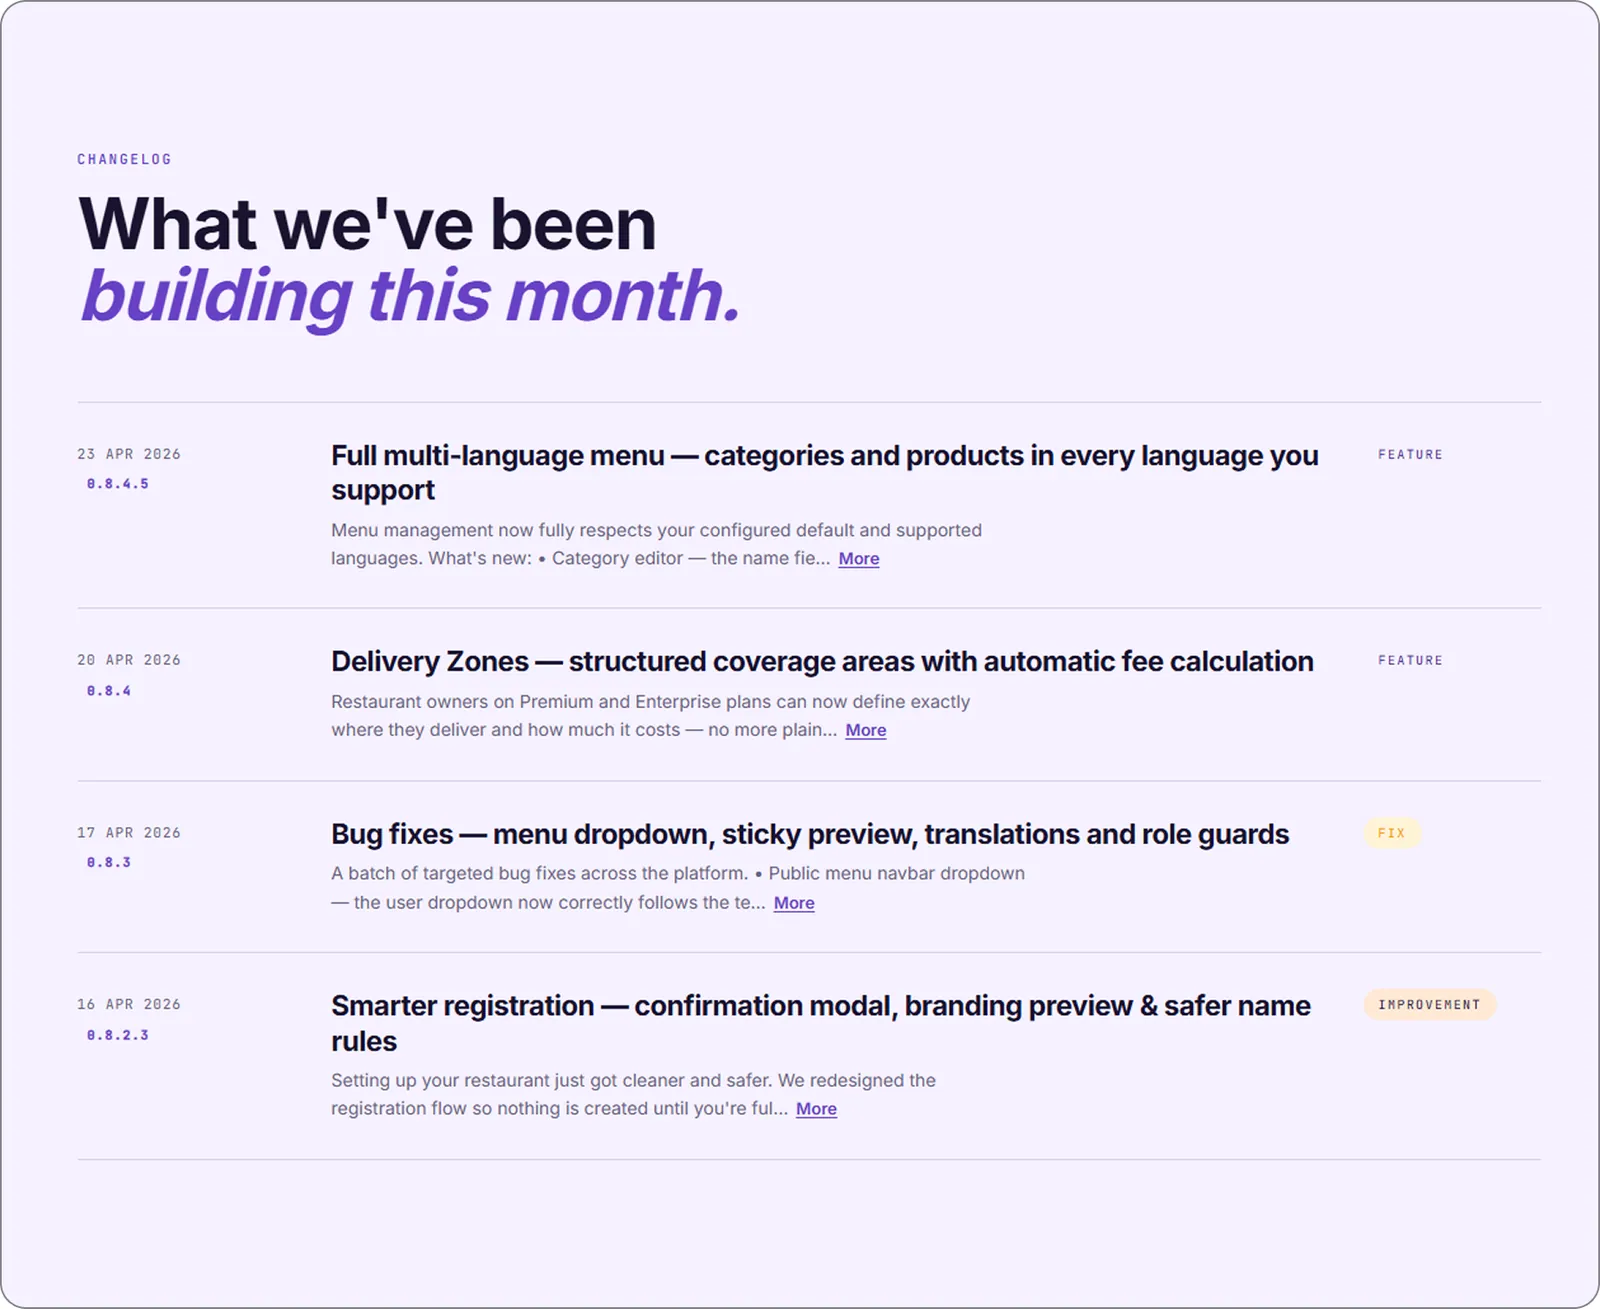 CHANGELOG
What we've been
building this month.
23 APR 2026
0.8.4.5
Full multi-language menu — categories and products in every language you
support
Menu management now fully respects your configured default and supported
languages. What's new: • Category editor — the name fie... More
FEATURE
20 APR 2026
0.8.4
Delivery Zones — structured coverage areas with automatic fee calculation
Restaurant owners on Premium and Enterprise plans can now define exactly
where they deliver and how much it costs — no more plain... More
FEATURE
17 APR 2026
0.8.3
Bug fixes — menu dropdown, sticky preview, translations and role guards
A batch of targeted bug fixes across the platform. • Public menu navbar dropdown
— the user dropdown now correctly follows the te... More
FIX
16 APR 2026
0.8.2.3
Smarter registration — confirmation modal, branding preview & safer name
rules
Setting up your restaurant just got cleaner and safer. We redesigned the
registration flow so nothing is created until you're ful... More
IMPROVEMENT